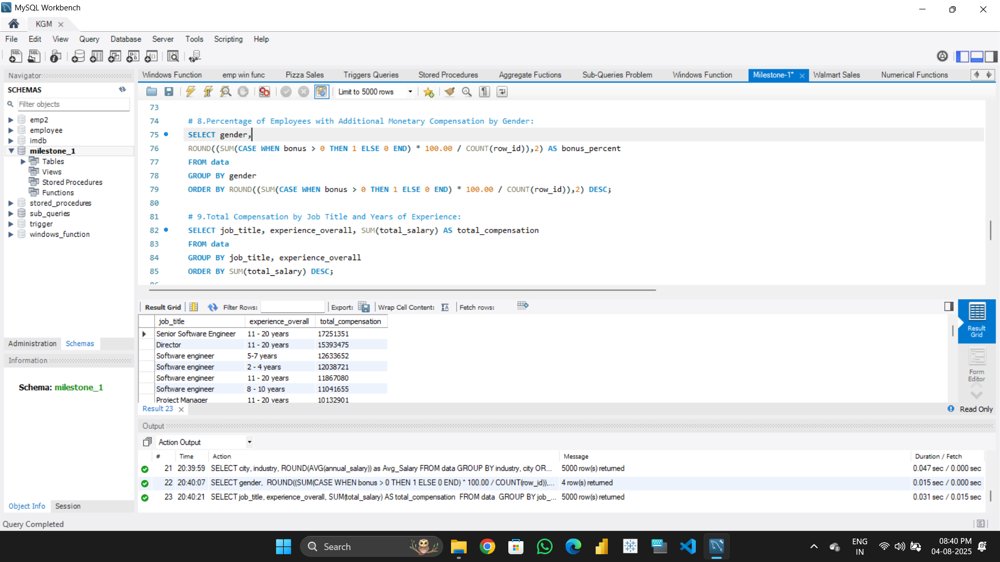 MySQL Workbench
KGM
File Edit View Query Database Server Tools Scripting Help
Navigator
SCHEMAS
Filter objects
emp2
employee
imdb
milestone_1
Tables
Views
Stored Procedures
Functions
stored_procedures
sub_queries
trigger
windows_function
Administration Schemas
Information
Schema: milestone_1
Object Info Session
Query Completed
Windows Function emp win func Pizza Sales Triggers Queries Stored Procedures Aggregate Fuctions Sub-Queries Problem Windows Function Milestone-1* Walmart Sales Numerical Functions
Limit to 5000 rows
73
74 # 8.Percentage of Employees with Additional Monetary Compensation by Gender:
75 SELECT gender,
76 ROUND((SUM(CASE WHEN bonus > 0 THEN 1 ELSE 0 END) * 100.00 / COUNT(row_id)),2) AS bonus_percent
77 FROM data
78 GROUP BY gender
79 ORDER BY ROUND((SUM(CASE WHEN bonus > 0 THEN 1 ELSE 0 END) * 100.00 / COUNT(row_id)),2) DESC;
80
81 # 9.Total Compensation by Job Title and Years of Experience:
82 SELECT job_title, experience_overall, SUM(total_salary) AS total_compensation
83 FROM data
84 GROUP BY job_title, experience_overall
85 ORDER BY SUM(total_salary) DESC;
86
Result Grid Filter Rows: Export: Wrap Cell Content: Fetch rows:
job_title experience_overall total_compensation
Senior Software Engineer 11 - 20 years 17251351
Director 11 - 20 years 15393475
Software engineer 5-7 years 12633652
Software engineer 2 - 4 years 12038721
Software engineer 11 - 20 years 11867080
Software engineer 8 - 10 years 11041655
Project Manager 11 - 20 years 10132901
Result Grid
Form Editor
Result 23
Read Only
Output
Action Output
# Time Action Message Duration / Fetch
21 20:39:59 SELECT city, industry, ROUND(AVG(annual_salary)) as Avg_Salary FROM data GROUP BY industry, city OR... 5000 row(s) returned 0.047 sec / 0.000 sec
22 20:40:07 SELECT gender, ROUND((SUM(CASE WHEN bonus > 0 THEN 1 ELSE 0 END) * 100.00 / COUNT(row_id)),... 4 row(s) returned 0.015 sec / 0.000 sec
23 20:40:21 SELECT job_title, experience_overall, SUM(total_salary) AS total_compensation FROM data GROUP BY job_... 5000 row(s) returned 0.031 sec / 0.015 sec
Search
ENG
IN
08:40 PM
04-08-2025